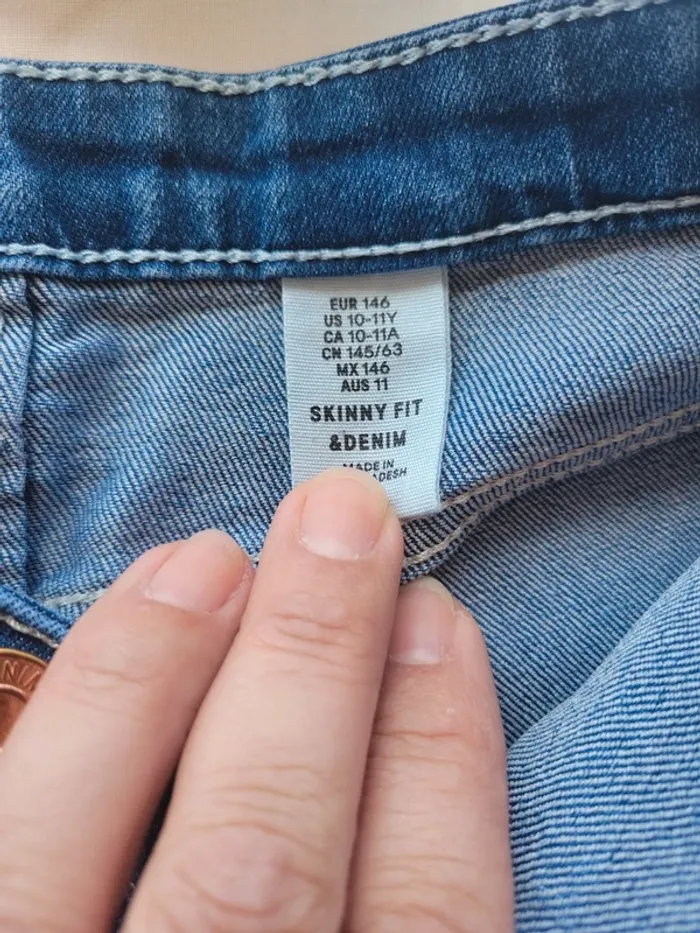 EUR 146
US 10-11Y
CA 10-11A
CN 145/63
MX 146
AUS 11
SKINNY FIT
&DENIM
MADE IN